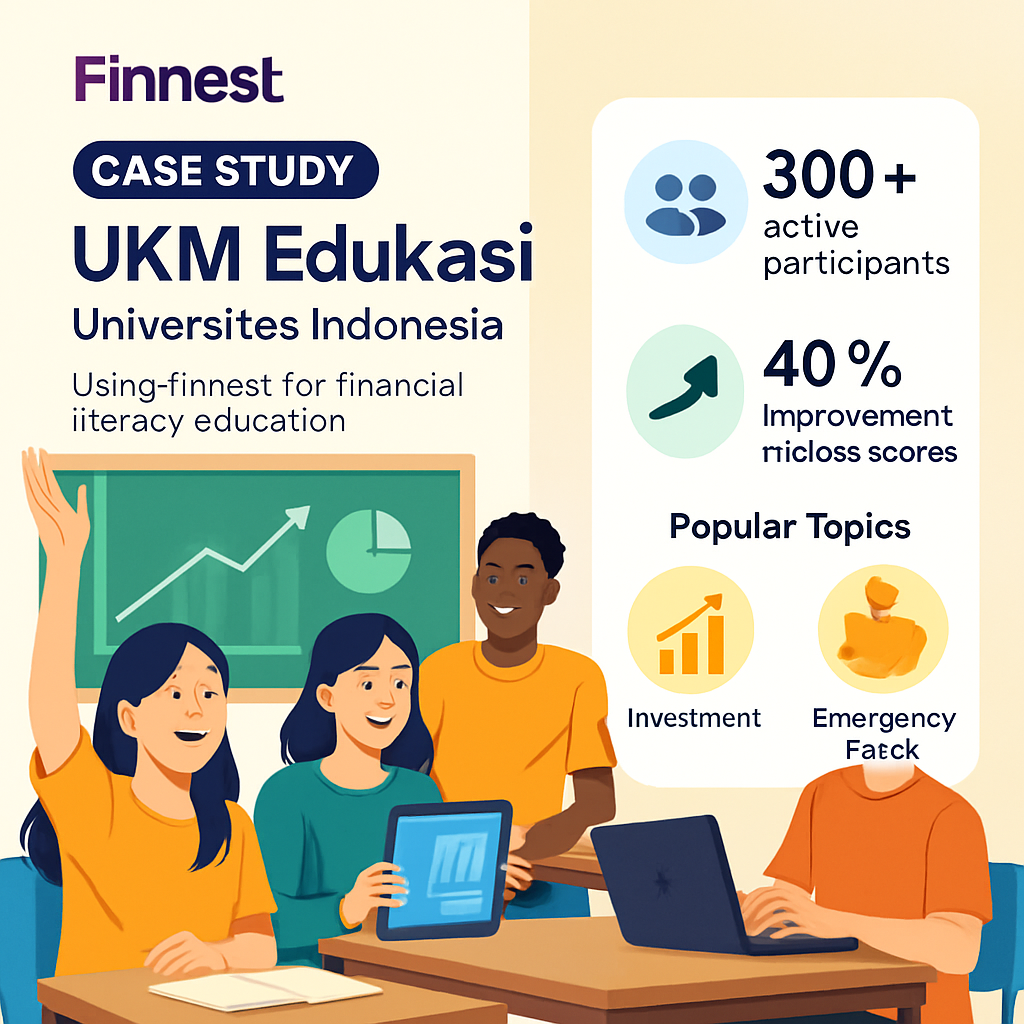 Finnest
CASE STUDY
UKM Edukasi
Universites Indonesia
Using-finnest for financial
iiteracy education
300+
active
participants
40 %
Improvement
scores
Popular Topics
Investment
Emergency